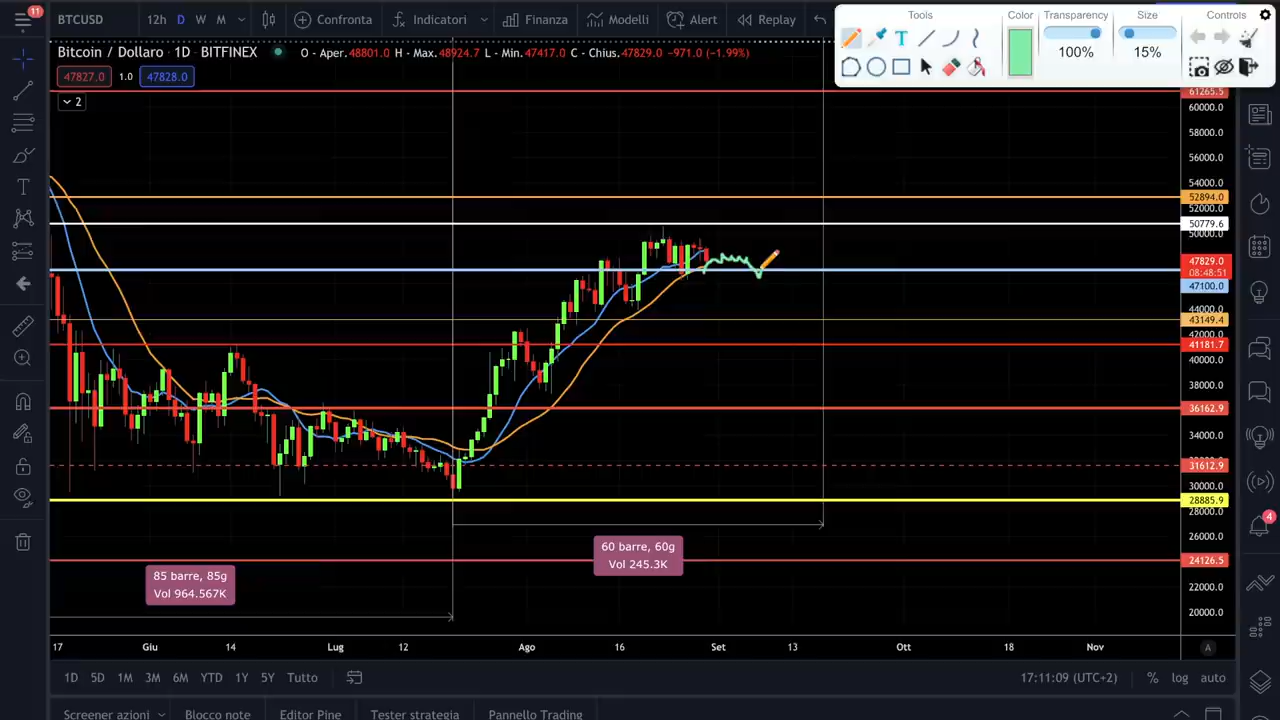 11
BTCUSD 12h D W M Confronta Indicatori Finanza Modelli Alert Replay
Tools Color Transparency Size Controls
100% 15%
Bitcoin / Dollaro · 1D · BITFINEX O - Aper.48801.0 H - Max.48924.7 L - Min.47417.0 C - Chius.47829.0 -971.0 (-1.99%)
47827.0 1.0 47828.0
2
61265.5
60000.0
58000.0
56000.0
54000.0
52894.0
52000.0
50779.6
50000.0
47829.0
08:48:51
47100.0
44000.0
43149.4
42000.0
41181.7
40000.0
38000.0
36162.9
34000.0
31612.9
30000.0
28885.9
28000.0
26000.0
24126.5
22000.0
20000.0
60 barre, 60g
Vol 245.3K
85 barre, 85g
Vol 964.567K
4
17 Giu 14 Lug 12 Ago 16 Set 13 Ott 18 Nov A
1D 5D 1M 3M 6M YTD 1Y 5Y Tutto 17:11:09 (UTC+2) % log auto
Screener azioni Blocco note Editor Pine Tester strategia Pannello Trading